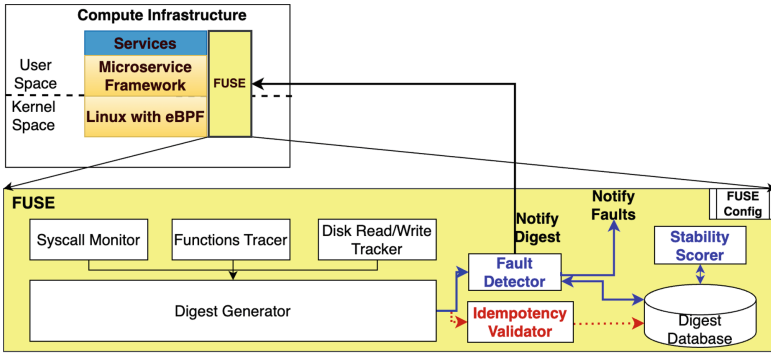 Compute Infrastructure
User
Space
Kernel
Space
Services
Microservice
Framework
Linux with eBPF
FUSE
FUSE
FUSE
Config
Syscall Monitor
Functions Tracer
Disk Read/Write
Tracker
Digest Generator
Notify
Digest
Notify
Faults
Fault
Detector
Idempotency
Validator
Stability
Scorer
Digest
Database